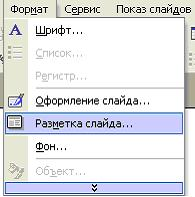 Формат Сервис Показ слайдов
Шрифт...
Список...
Регистр...
Оформление слайда...
Разметка слайда...
Фон...
Объект...